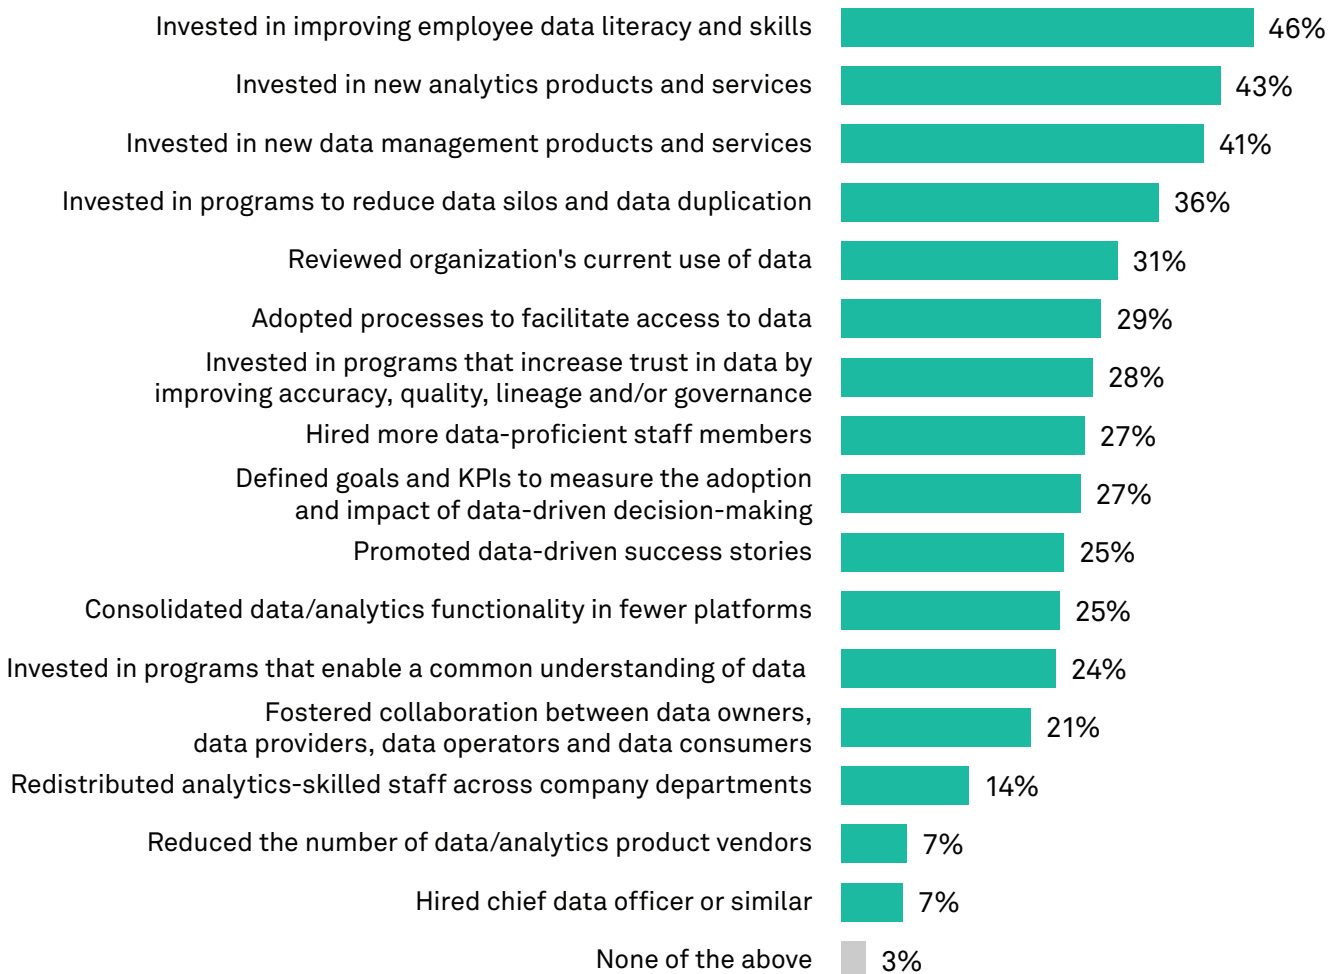 Invested in improving employee data literacy and skills 46%
Invested in new analytics products and services 43%
Invested in new data management products and services 41%
Invested in programs to reduce data silos and data duplication 36%
Reviewed organization's current use of data 31%
Adopted processes to facilitate access to data 29%
Invested in programs that increase trust in data by
improving accuracy, quality, lineage and/or governance 28%
Hired more data-proficient staff members 27%
Defined goals and KPIs to measure the adoption
and impact of data-driven decision-making 27%
Promoted data-driven success stories 25%
Consolidated data/analytics functionality in fewer platforms 25%
Invested in programs that enable a common understanding of data 24%
Fostered collaboration between data owners,
data providers, data operators and data consumers 21%
Redistributed analytics-skilled staff across company departments 14%
Reduced the number of data/analytics product vendors 7%
Hired chief data officer or similar 7%
None of the above 3%